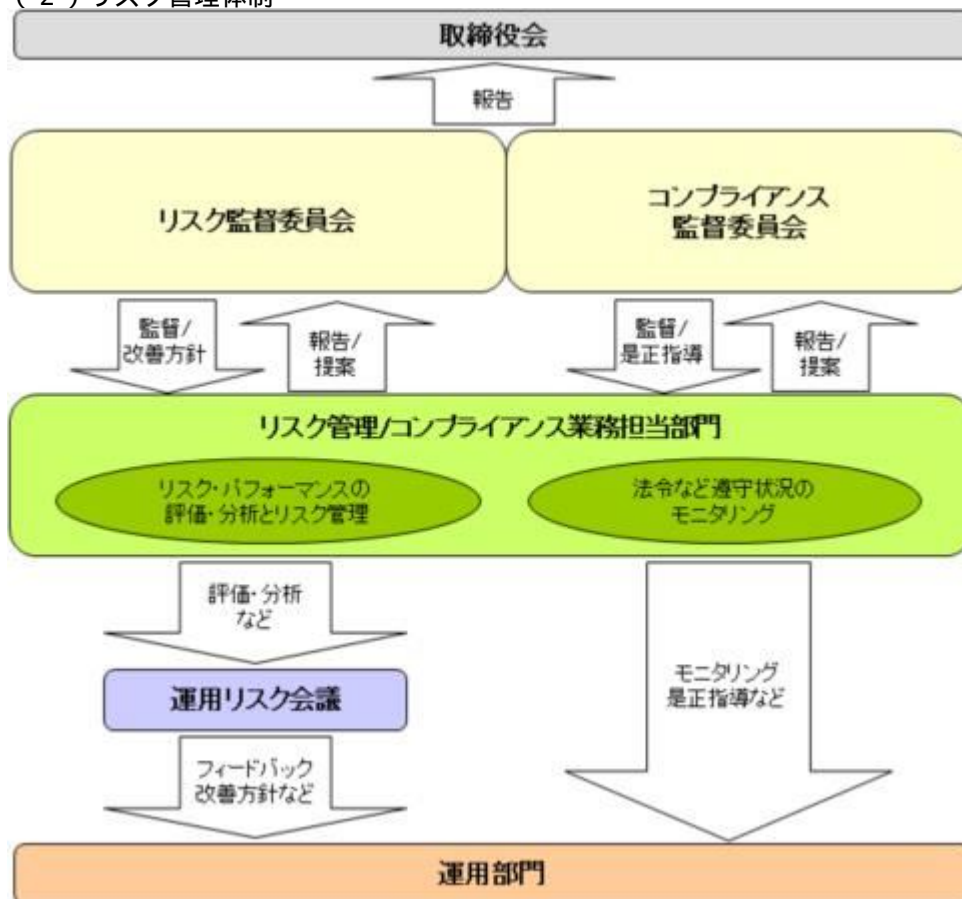 (2)リスク管理体制
取締役会
報告
リスク監督委員会
コンプライアンス
監督委員会
監督/
改善方針
報告/
提案
監督/
是正指導
報告/
提案
リスク管理/コンプライアンス業務担当部門
リスク・パフォーマンスの
評価・分析とリスク管理
法令など遵守状況の
モニタリング
評価・分析
など
運用リスク会議
モニタリング
是正指導など
フィードバック
改善方針など
運用部門